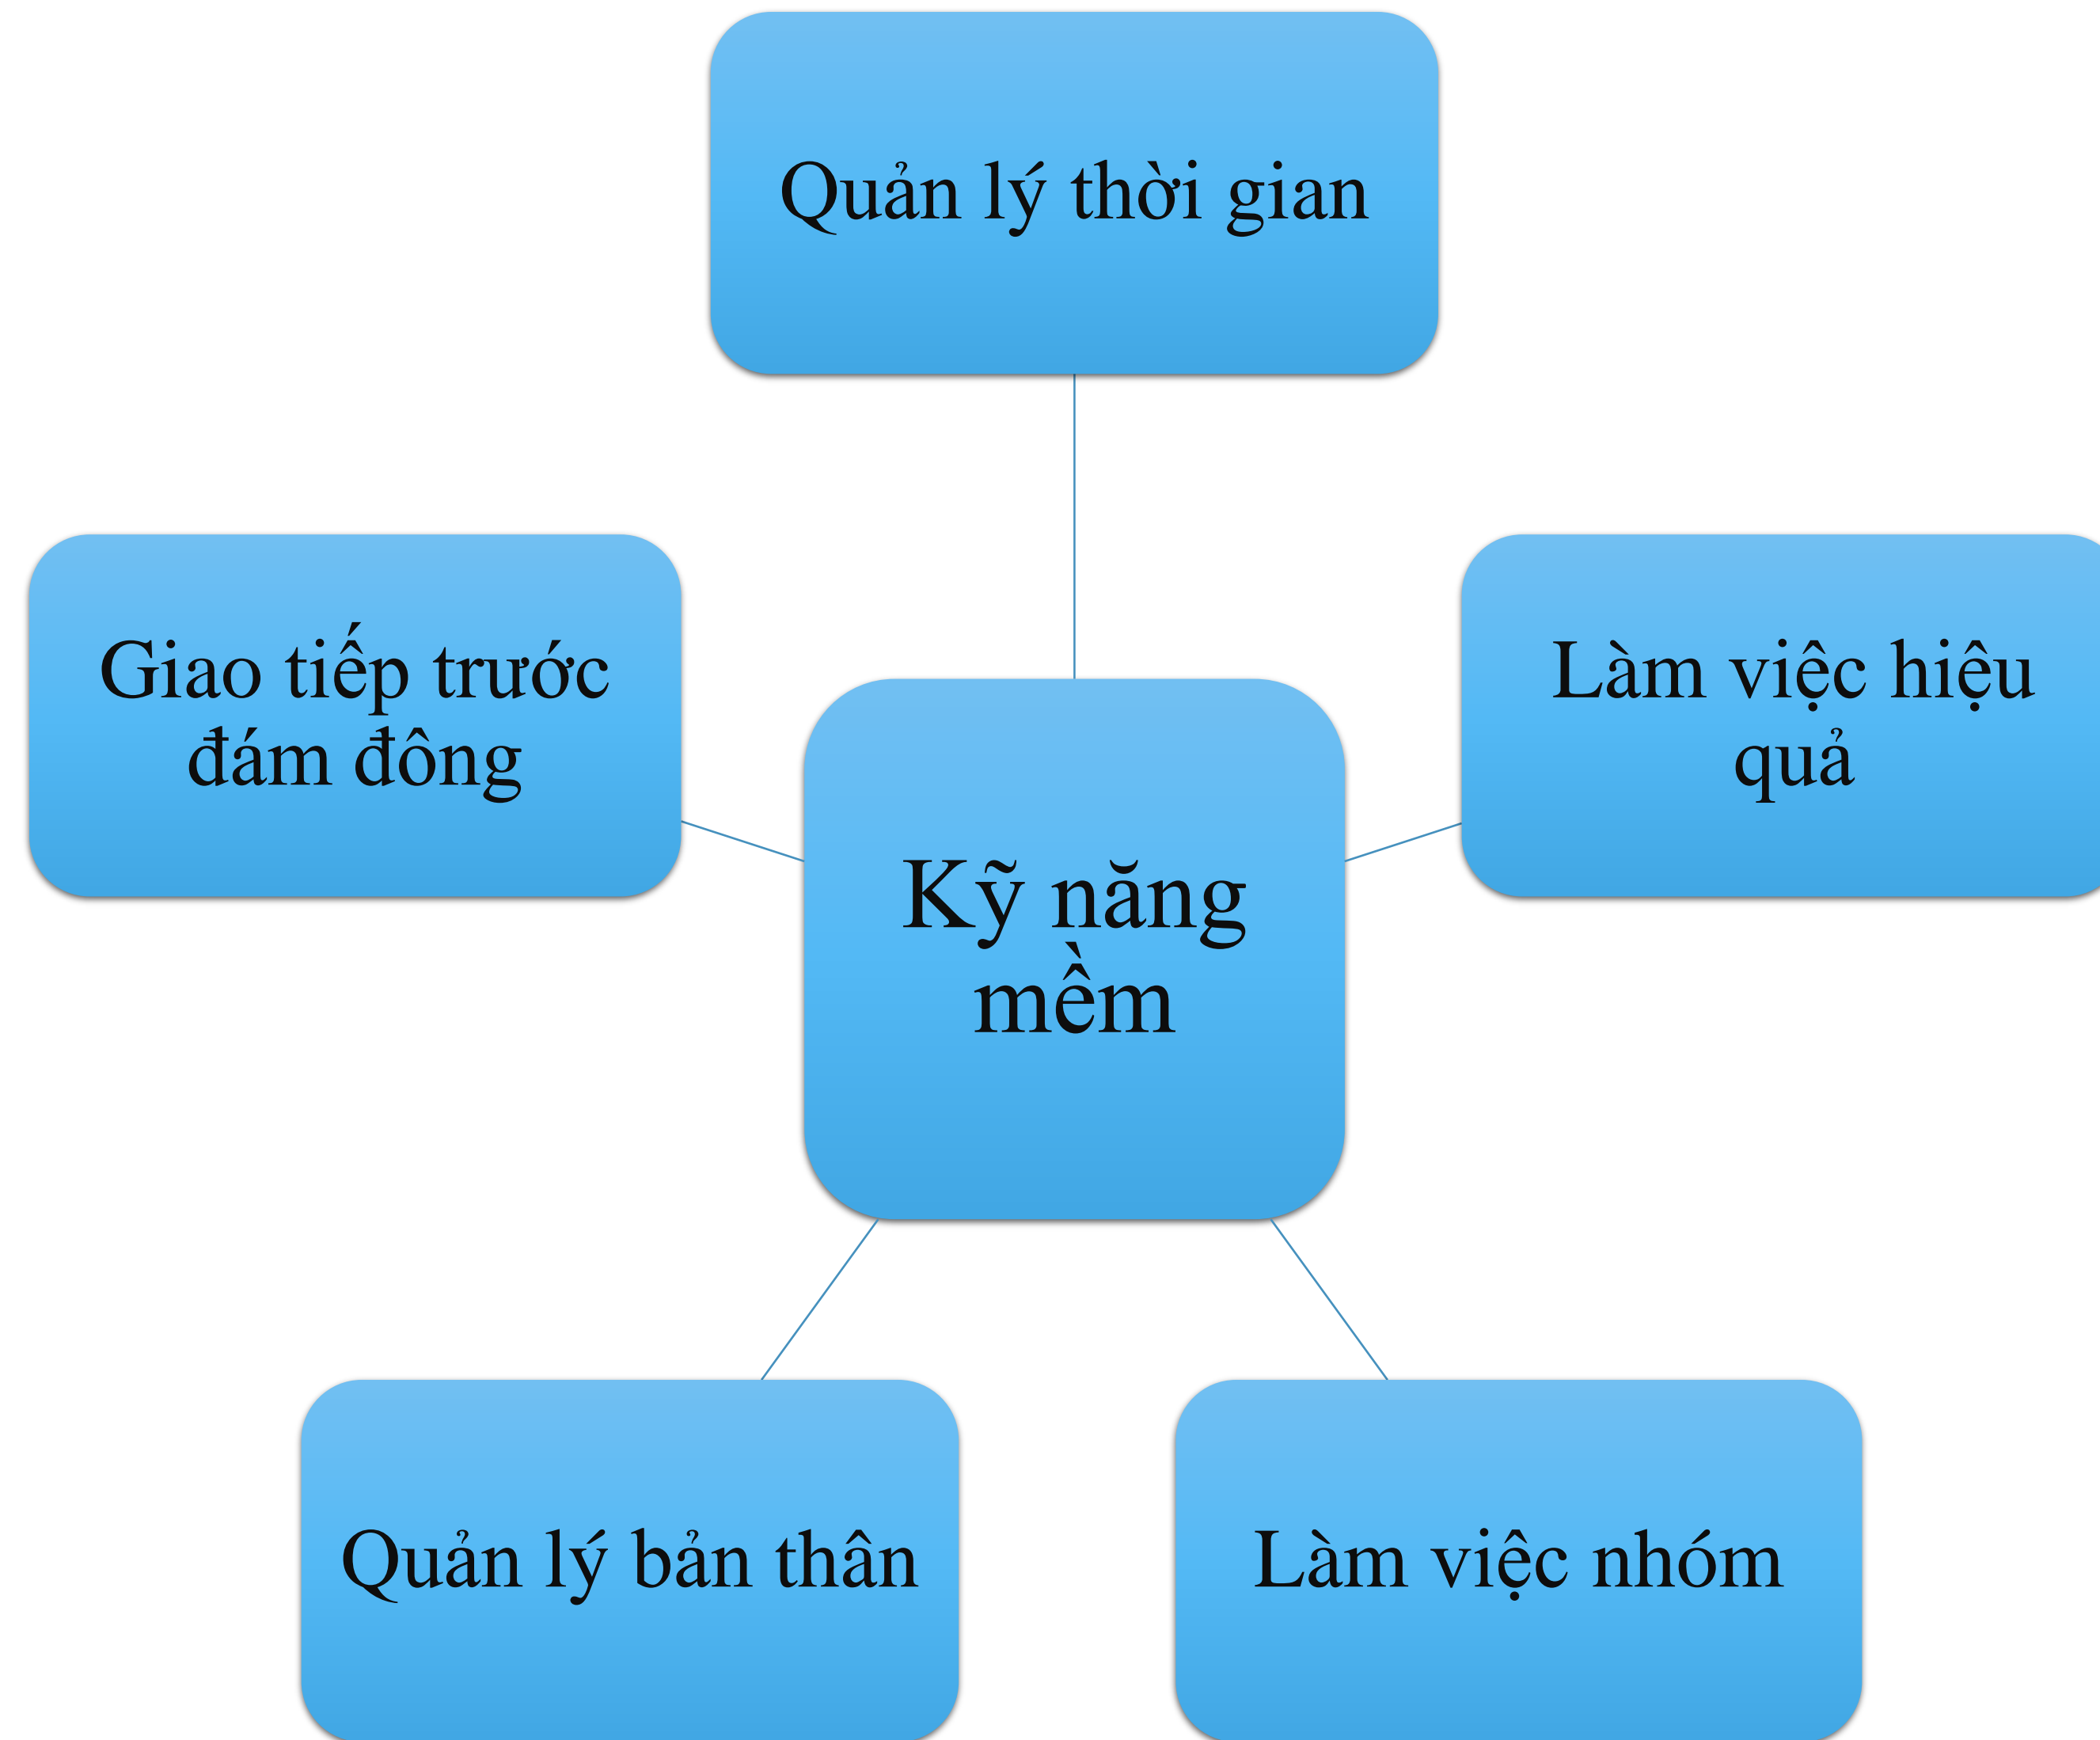 Quản lý thời gian
Giao tiếp trước
đám đông
Làm việc hiệu
quả
Kỹ năng
mềm
Quản lý bản thân
Làm việc nhóm